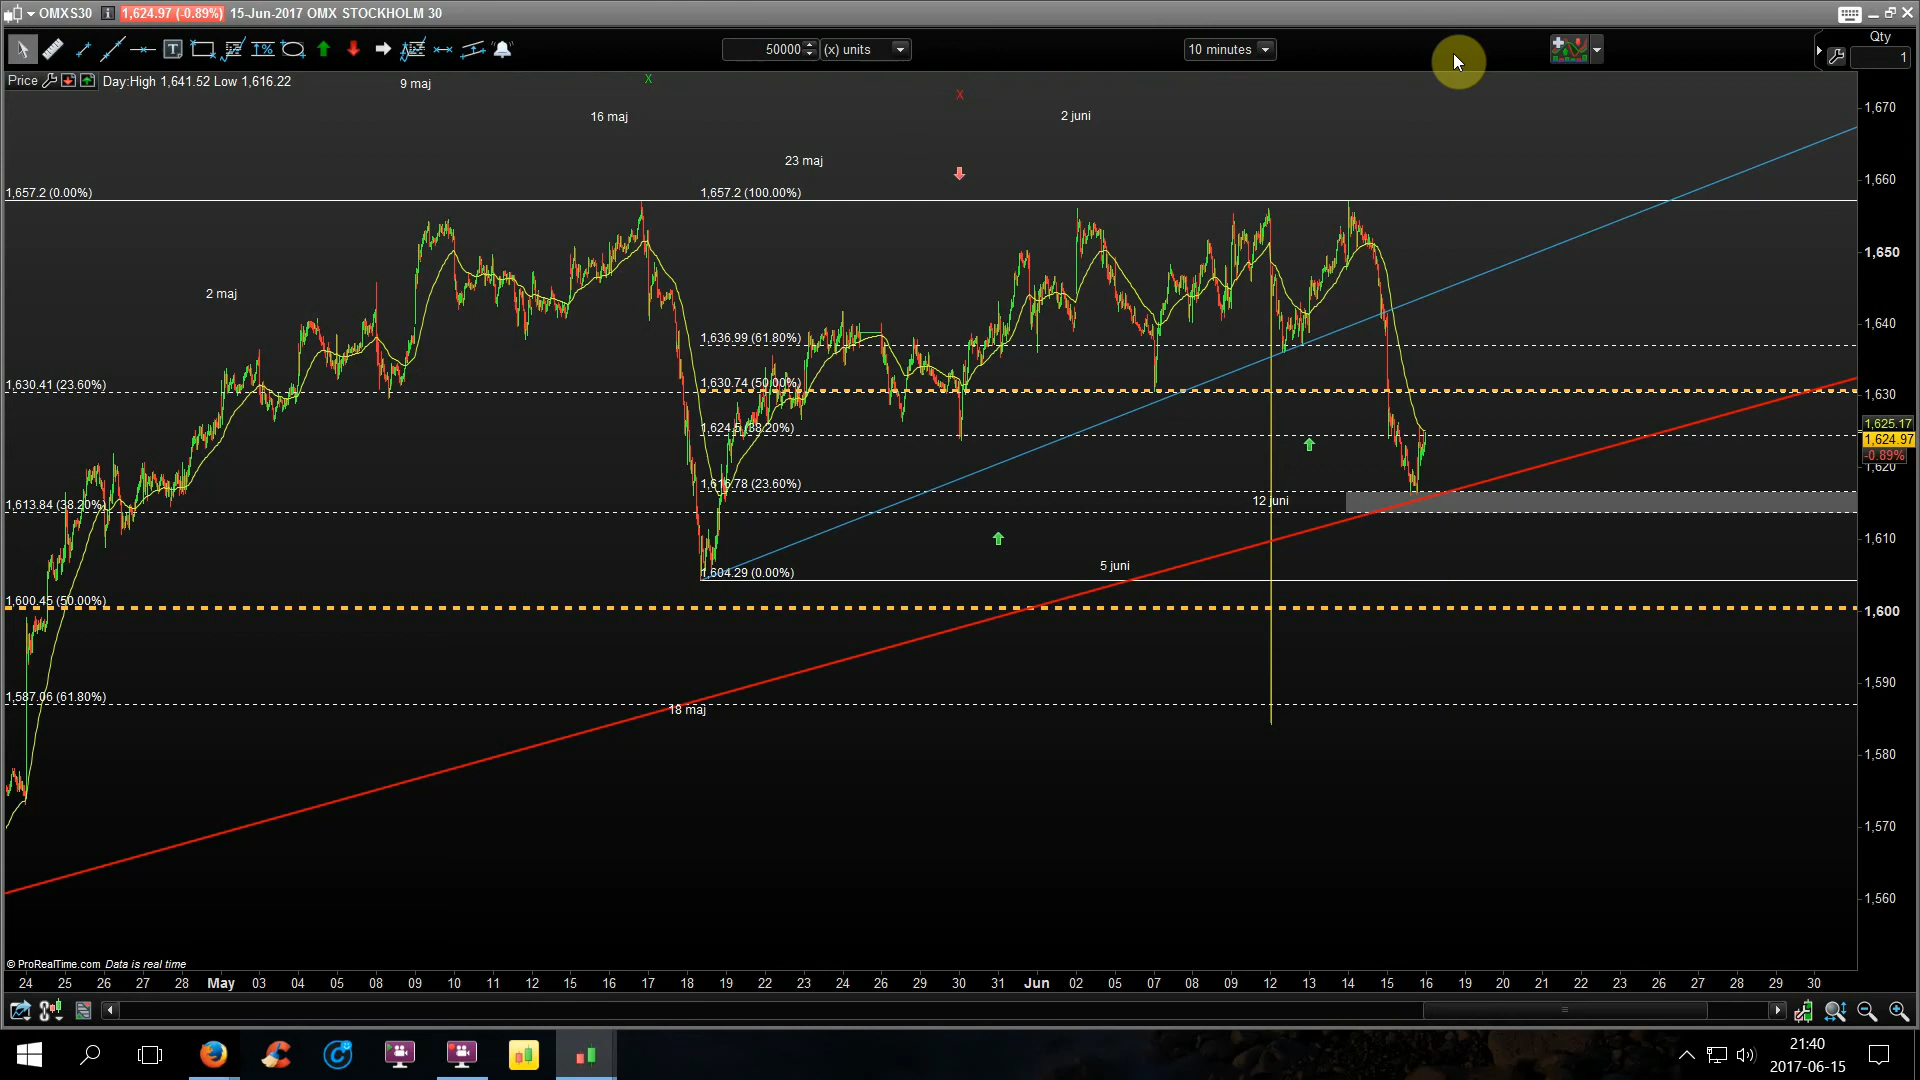 OMXS30 i 1,624.97 (-0.89%) 15-Jun-2017 OMX STOCKHOLM 30
T % 50000 (x) units 10 minutes Qty
1
Price Day:High 1,641.52 Low 1,616.22
9 maj
X
X
16 maj
2 juni
23 maj
2 maj
12 juni
5 juni
18 maj
1,657.2 (0.00%)
1,630.41 (23.60%)
1,613.84 (38.20%)
1,600.45 (50.00%)
1,587.06 (61.80%)
1,657.2 (100.00%)
1,636.99 (61.80%)
1,630.74 (50.00%)
1,624.5 (38.20%)
1,616.78 (23.60%)
1,604.29 (0.00%)
1,670
1,660
1,650
1,640
1,630
1,625.17
1,624.97
-0.89%
1,620
1,610
1,600
1,590
1,580
1,570
1,560
© ProRealTime.com Data is real time
24 25 26 27 28 May 03 04 05 08 09 10 11 12 15 16 17 18 19 22 23 24 26 29 30 31 Jun 02 05 07 08 09 12 13 14 15 16 19 20 21 22 23 26 27 28 29 30
21:40
2017-06-15